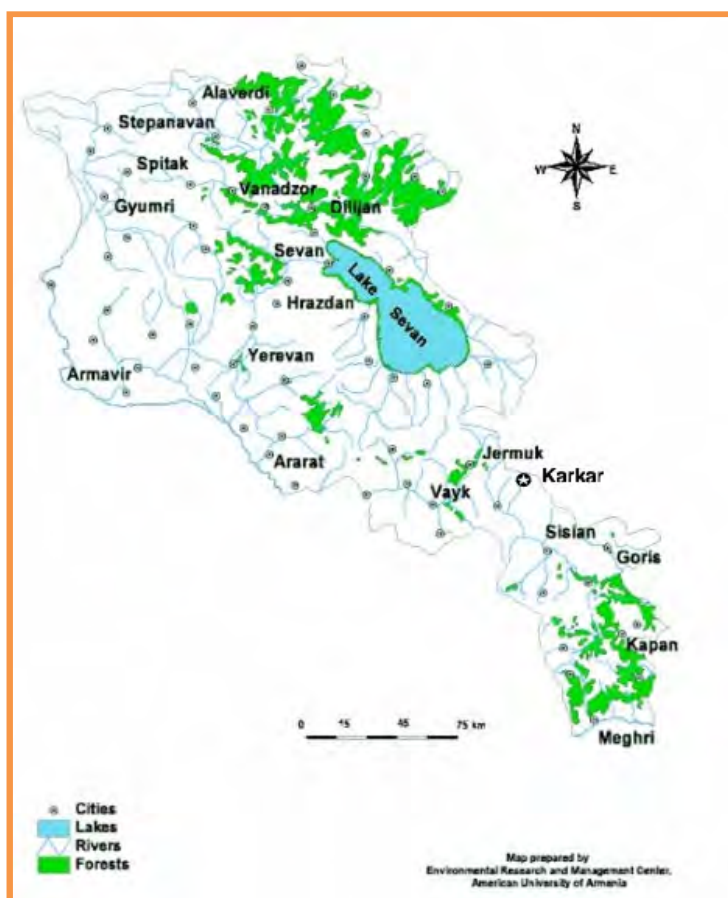 Alaverdi
Stepanavan
Spitak
Vanadzor
Gyumri
Dilijan
Sevan
Lake
Sevan
Hrazdan
Yerevan
Armavir
Ararat
Jermuk
Karkar
Vayk
Sisian
Goris
Kapan
Meghri
N
W E
S
0 15 45 75 km
Cities
Lakes
Rivers
Forests
Map prepared by
Environmental Research and Management Center,
American University of Armenia